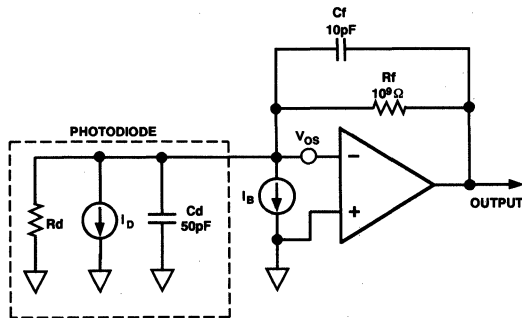 Cf
10pF
Rf
10⁹Ω
PHOTODIODE
VOS
−
IB
+
OUTPUT
Rd
ID
Cd
50pF